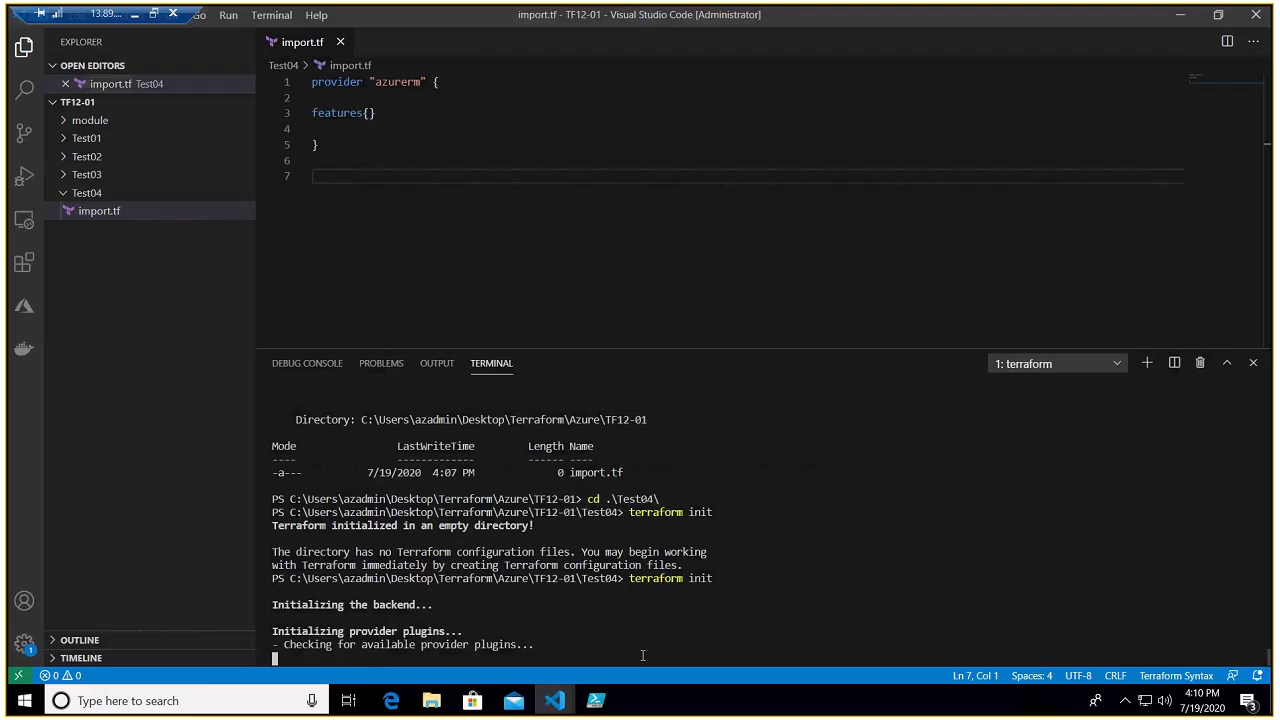 13.89....
Go Run Terminal Help
import.tf - TF12-01 - Visual Studio Code [Administrator]
EXPLORER
import.tf
OPEN EDITORS
Test04 > import.tf
import.tf Test04
1 provider "azurerm" {
TF12-01
2
module
3 features{}
Test01
4
Test02
5 }
6
Test03
7
Test04
import.tf
DEBUG CONSOLE PROBLEMS OUTPUT TERMINAL
1: terraform
Directory: C:\Users\azadmin\Desktop\Terraform\Azure\TF12-01
Mode LastWriteTime Length Name
---- ------------- ------ ----
-a--- 7/19/2020 4:07 PM 0 import.tf
PS C:\Users\azadmin\Desktop\Terraform\Azure\TF12-01> cd .\Test04\
PS C:\Users\azadmin\Desktop\Terraform\Azure\TF12-01\Test04> terraform init
Terraform initialized in an empty directory!
The directory has no Terraform configuration files. You may begin working
with Terraform immediately by creating Terraform configuration files.
PS C:\Users\azadmin\Desktop\Terraform\Azure\TF12-01\Test04> terraform init
Initializing the backend...
Initializing provider plugins...
- Checking for available provider plugins...
OUTLINE
TIMELINE
1
0 0
Ln 7, Col 1 Spaces: 4 UTF-8 CRLF Terraform Syntax
Type here to search
4:10 PM
7/19/2020
3